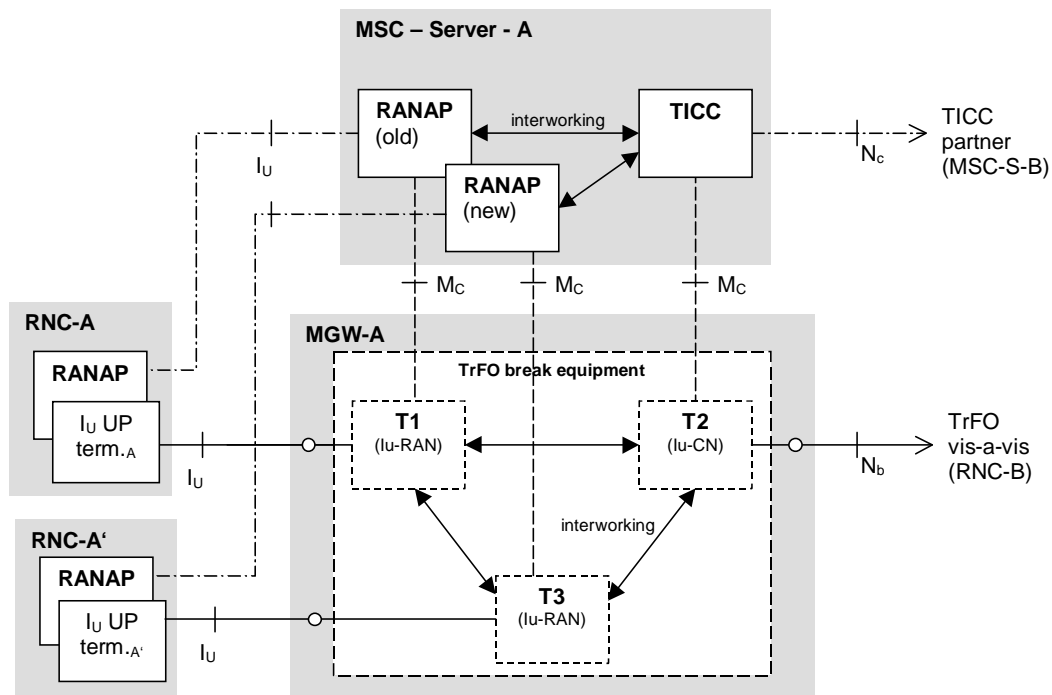 MSC – Server - A
RANAP
(old)
interworking
TICC
TICC
partner
(MSC-S-B)
IU
NC
RANAP
(new)
MC
MC
MC
RNC-A
MGW-A
RANAP
TrFO break equipment
IU UP
term.A
T1
(Iu-RAN)
T2
(Iu-CN)
TrFO
vis-a-vis
(RNC-B)
IU
Nb
interworking
RNC-A‘
RANAP
IU UP
term.A‘
T3
(Iu-RAN)
IU